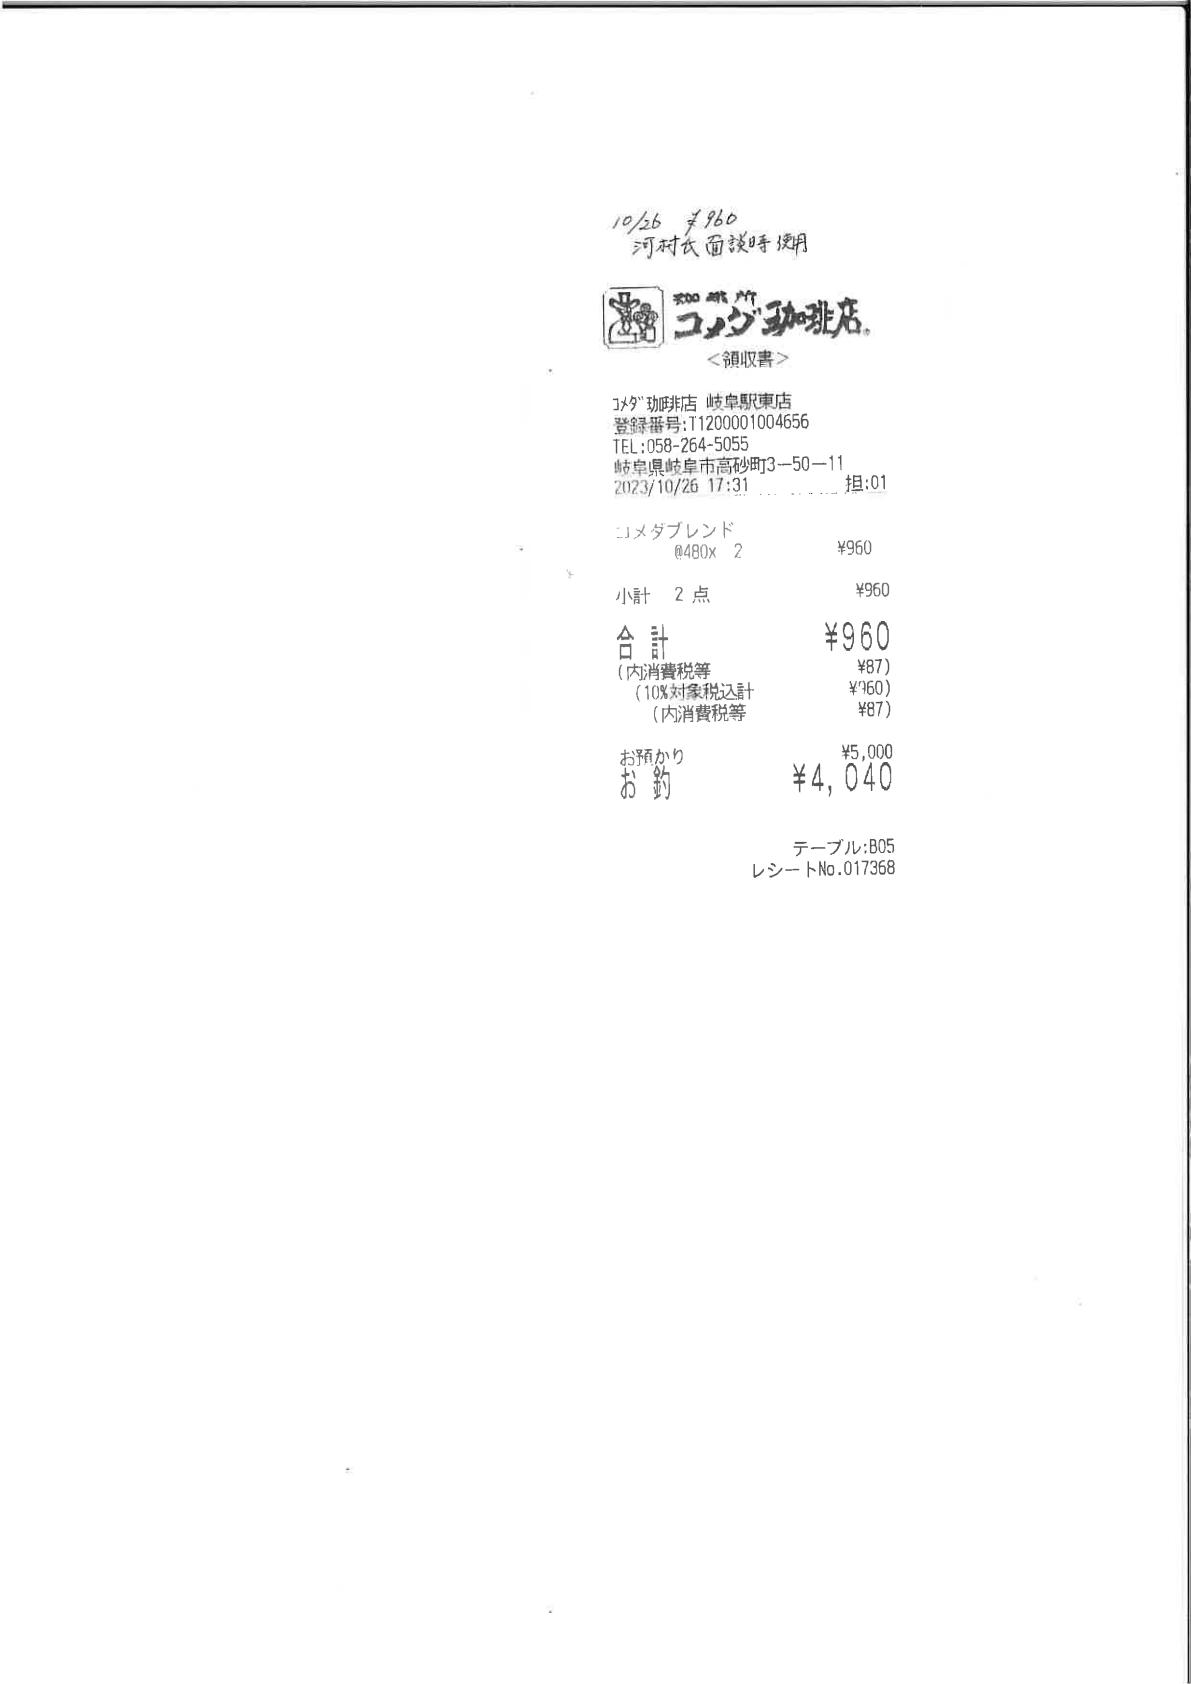 10/26 ¥960
河村氏面談時使用
珈琲所
コメダ珈琲店®
<領収書>
ｺﾒﾀﾞ珈琲店 岐阜駅東店
登録番号:T1200001004656
TEL:058-264-5055
岐阜県岐阜市高砂町3－50－11
2023/10/26 17:31 担:01
コメダブレンド
@480x 2 ¥960
小計 2 点 ¥960
合 計 ¥960
(内消費税等 ¥87)
(10%対象税込計 ¥960)
(内消費税等 ¥87)
お預かり ¥5,000
お 釣 ¥4,040
テーブル:B05
レシートNo.017368